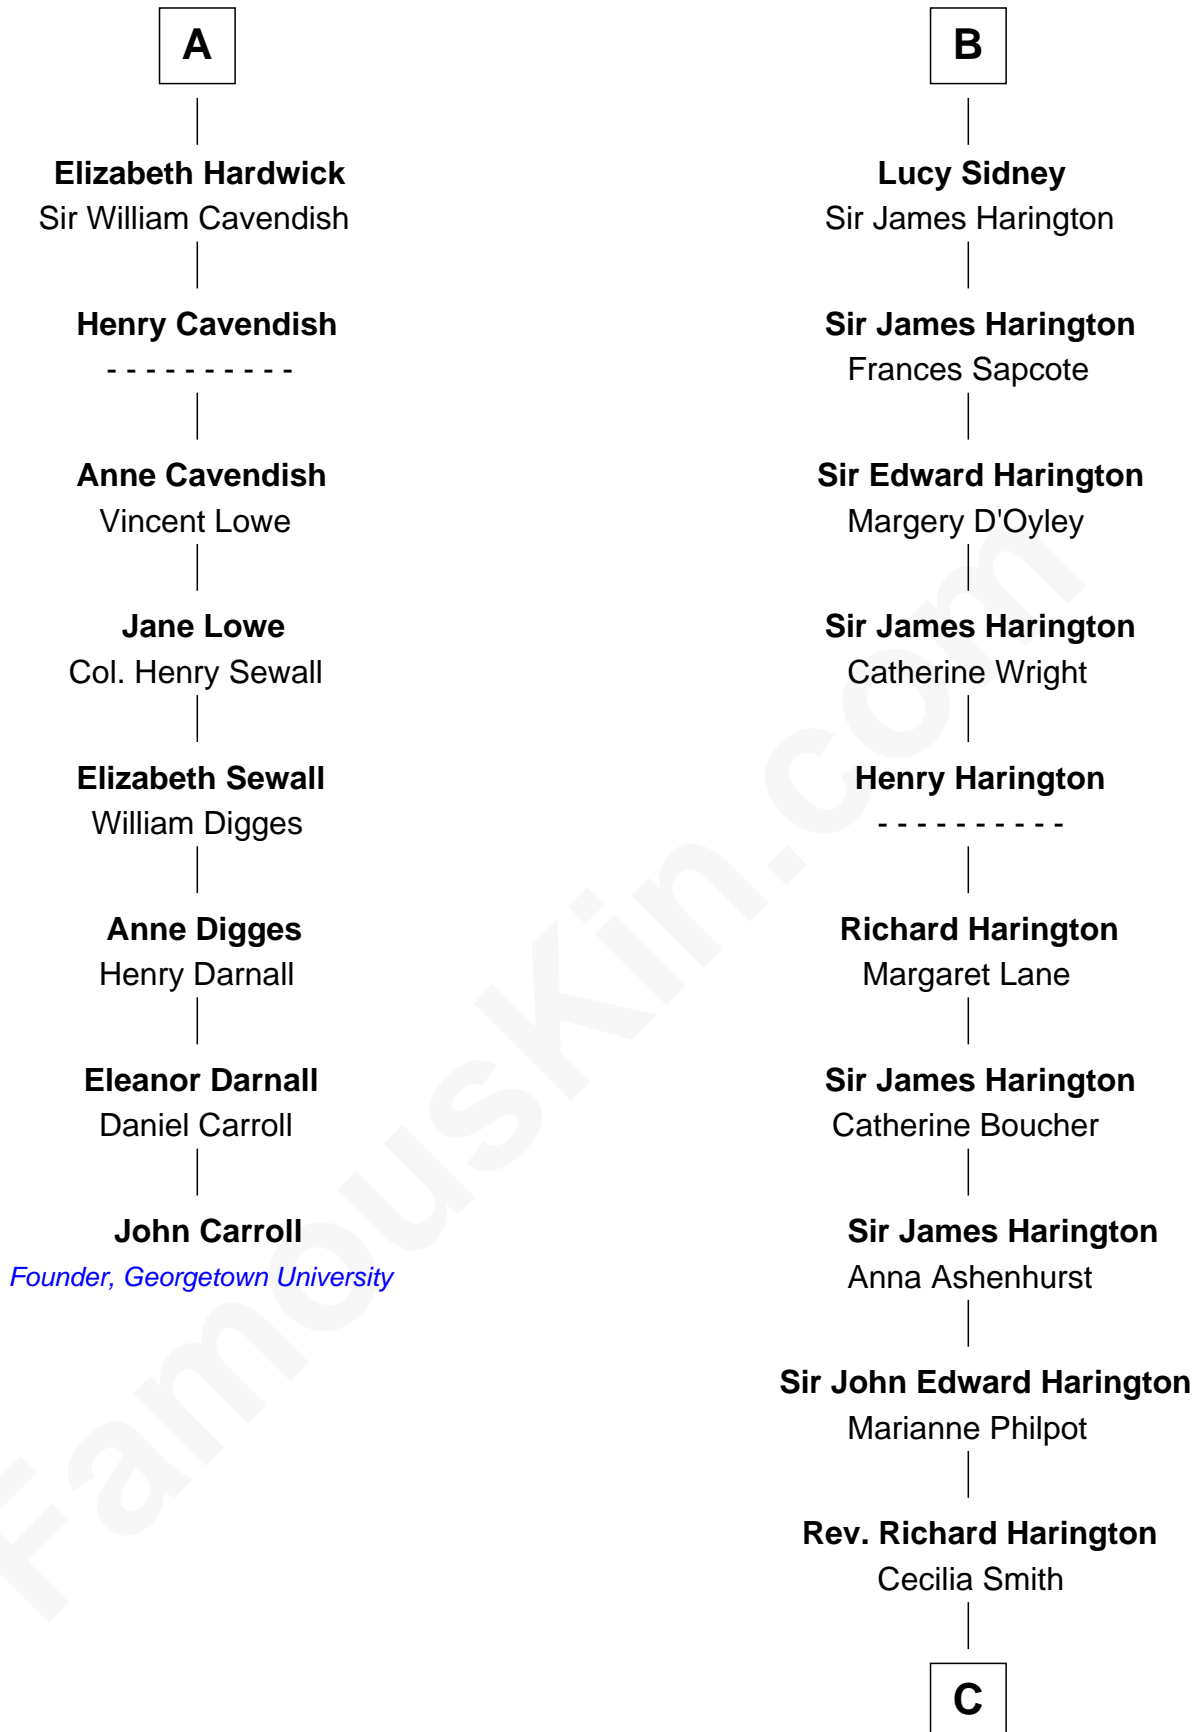 A
Elizabeth Hardwick
Sir William Cavendish
Henry Cavendish
- - - - - - - - - -
Anne Cavendish
Vincent Lowe
Jane Lowe
Col. Henry Sewall
Elizabeth Sewall
William Digges
Anne Digges
Henry Darnall
Eleanor Darnall
Daniel Carroll
John Carroll
Founder, Georgetown University
B
Lucy Sidney
Sir James Harington
Sir James Harington
Frances Sapcote
Sir Edward Harington
Margery D'Oyley
Sir James Harington
Catherine Wright
Henry Harington
- - - - - - - - - -
Richard Harington
Margaret Lane
Sir James Harington
Catherine Boucher
Sir James Harington
Anna Ashenhurst
Sir John Edward Harington
Marianne Philpot
Rev. Richard Harington
Cecilia Smith
C
FamousKin.com